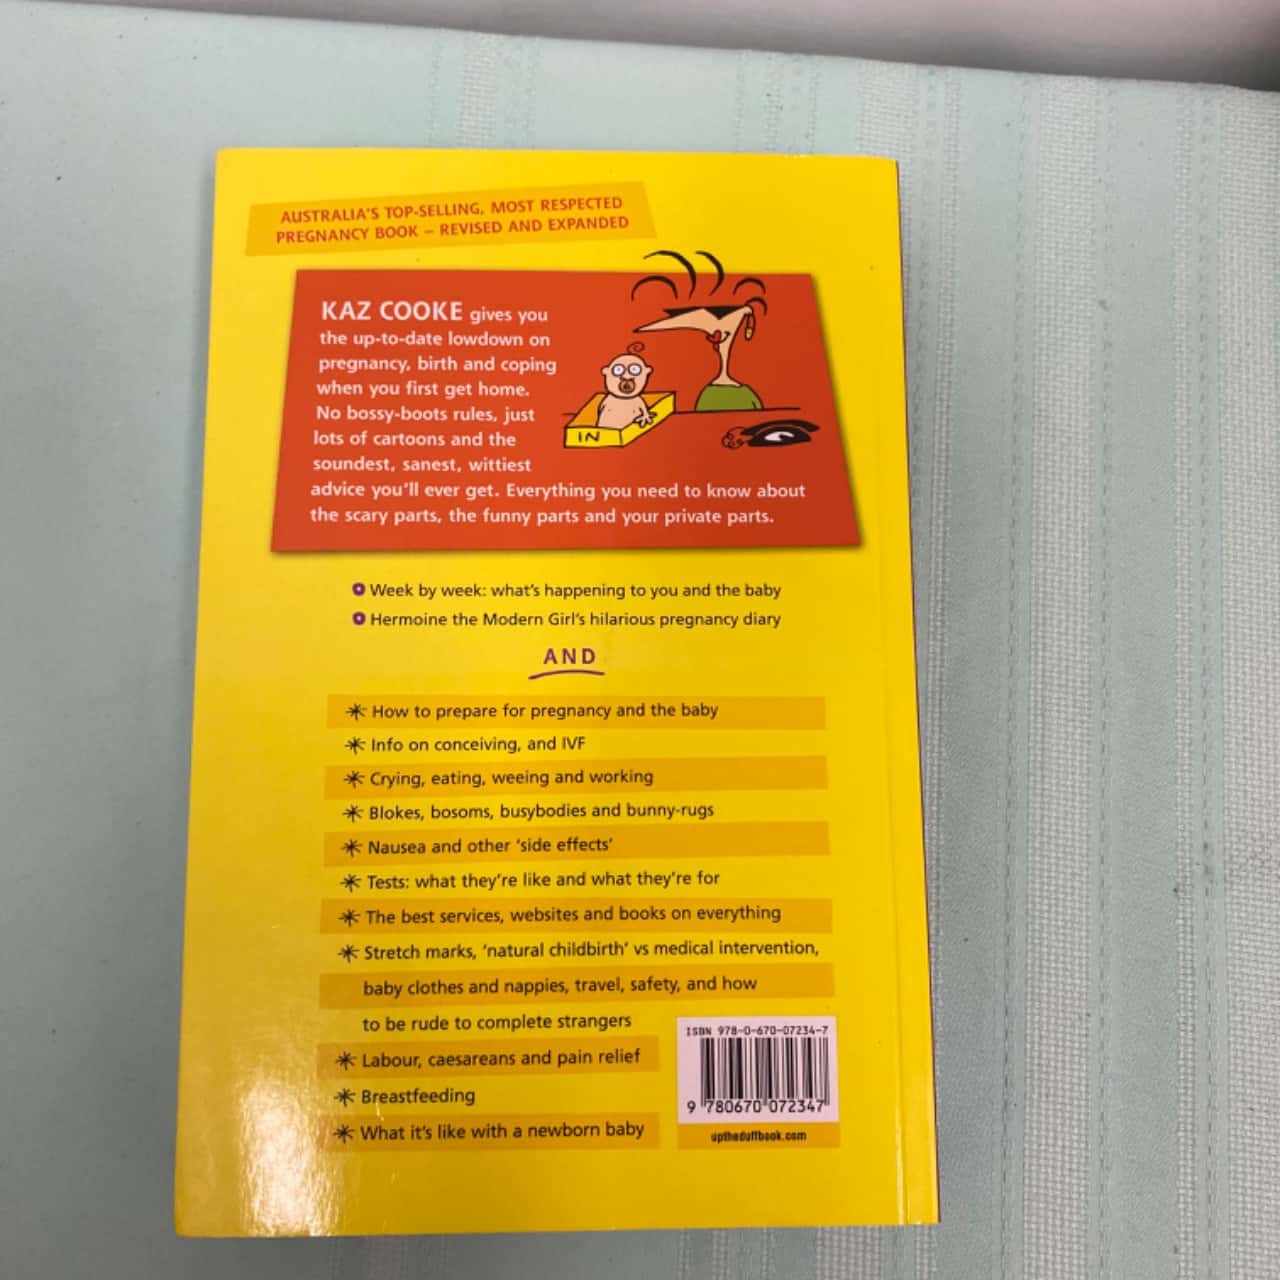 AUSTRALIA'S TOP-SELLING, MOST RESPECTED
PREGNANCY BOOK – REVISED AND EXPANDED
KAZ COOKE gives you
the up-to-date lowdown on
pregnancy, birth and coping
when you first get home.
No bossy-boots rules, just
lots of cartoons and the
soundest, sanest, wittiest
advice you'll ever get. Everything you need to know about
the scary parts, the funny parts and your private parts.
IN
Week by week: what's happening to you and the baby
Hermoine the Modern Girl's hilarious pregnancy diary
AND
How to prepare for pregnancy and the baby
Info on conceiving, and IVF
Crying, eating, weeing and working
Blokes, bosoms, busybodies and bunny-rugs
Nausea and other 'side effects'
Tests: what they're like and what they're for
The best services, websites and books on everything
Stretch marks, 'natural childbirth' vs medical intervention,
baby clothes and nappies, travel, safety, and how
to be rude to complete strangers
Labour, caesareans and pain relief
Breastfeeding
What it's like with a newborn baby
ISBN 978-0-670-07234-7
9 780670 072347
uptheduffbook.com